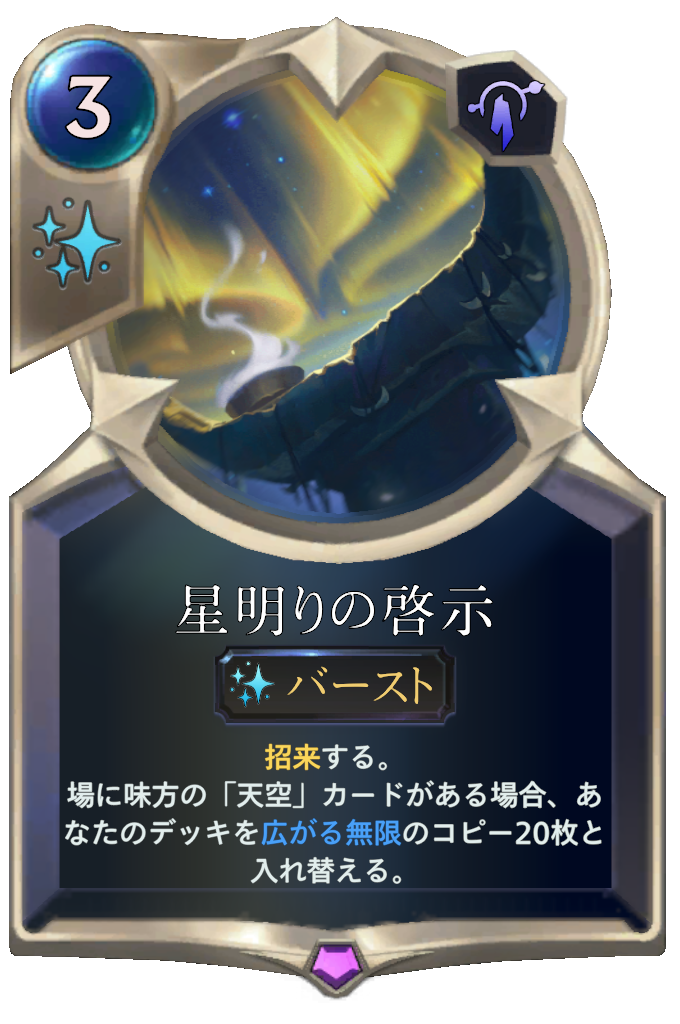 3
星明りの啓示
バースト
招来する。
場に味方の「天空」カードがある場合、あ
なたのデッキを広がる無限のコピー20枚と
入れ替える。